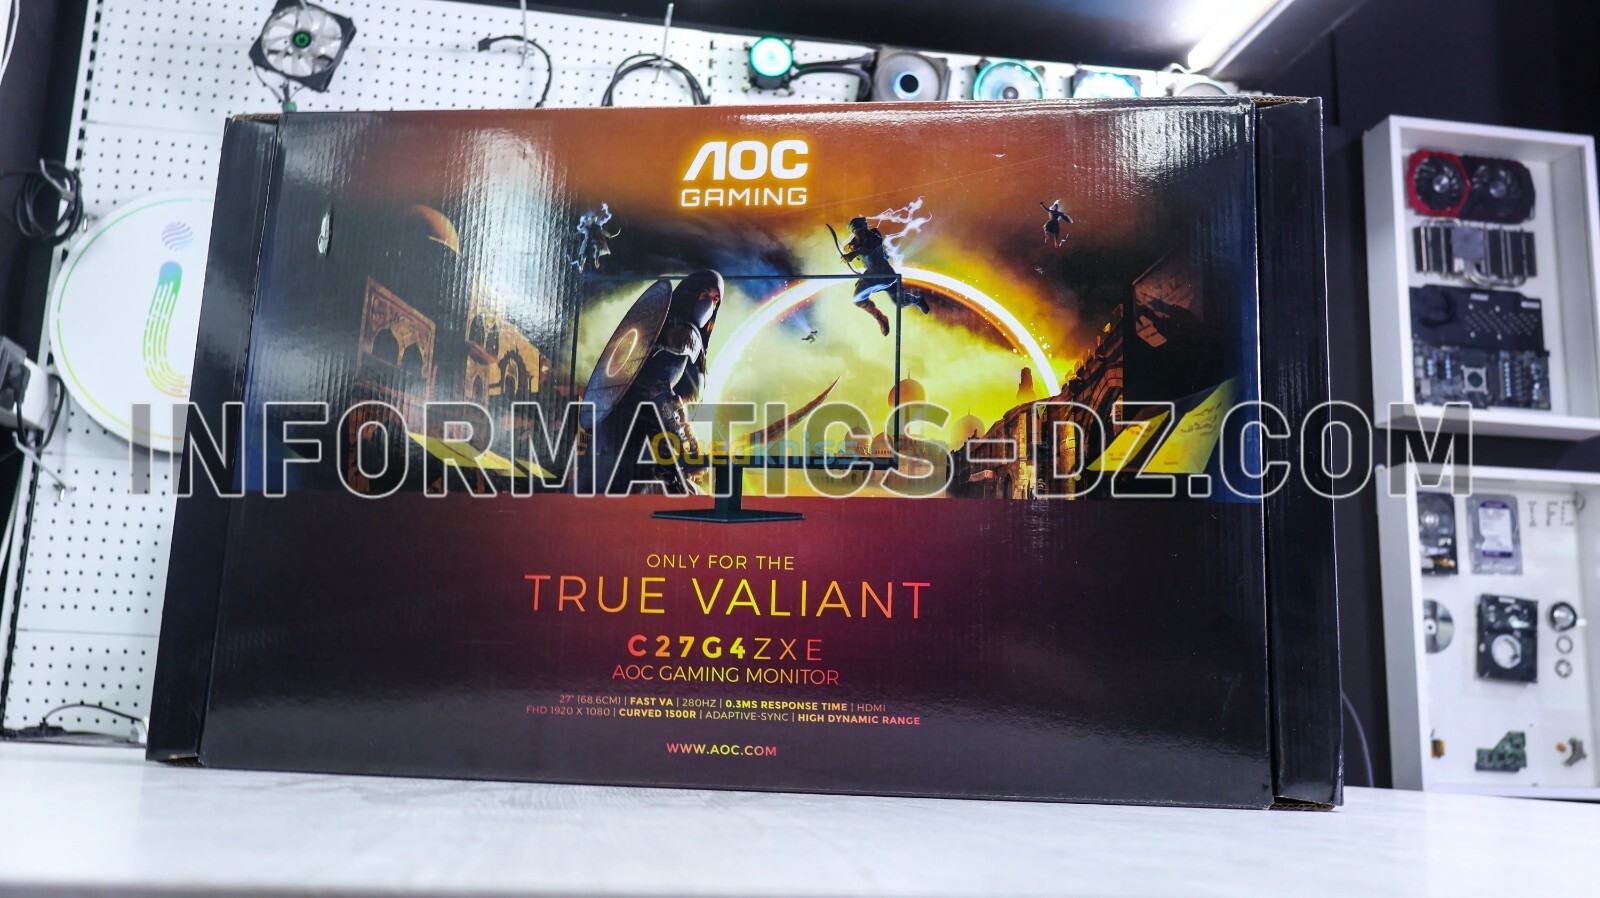 AOC
GAMING
Ouedkniss
INFORMATICS-DZ.COM
ONLY FOR THE
TRUE VALIANT
C27G4ZXE
AOC GAMING MONITOR
27" (68.6CM) | FAST VA | 280HZ | 0.3MS RESPONSE TIME | HDMI
FHD 1920 X 1080 | CURVED 1500R | ADAPTIVE-SYNC | HIGH DYNAMIC RANGE
WWW.AOC.COM